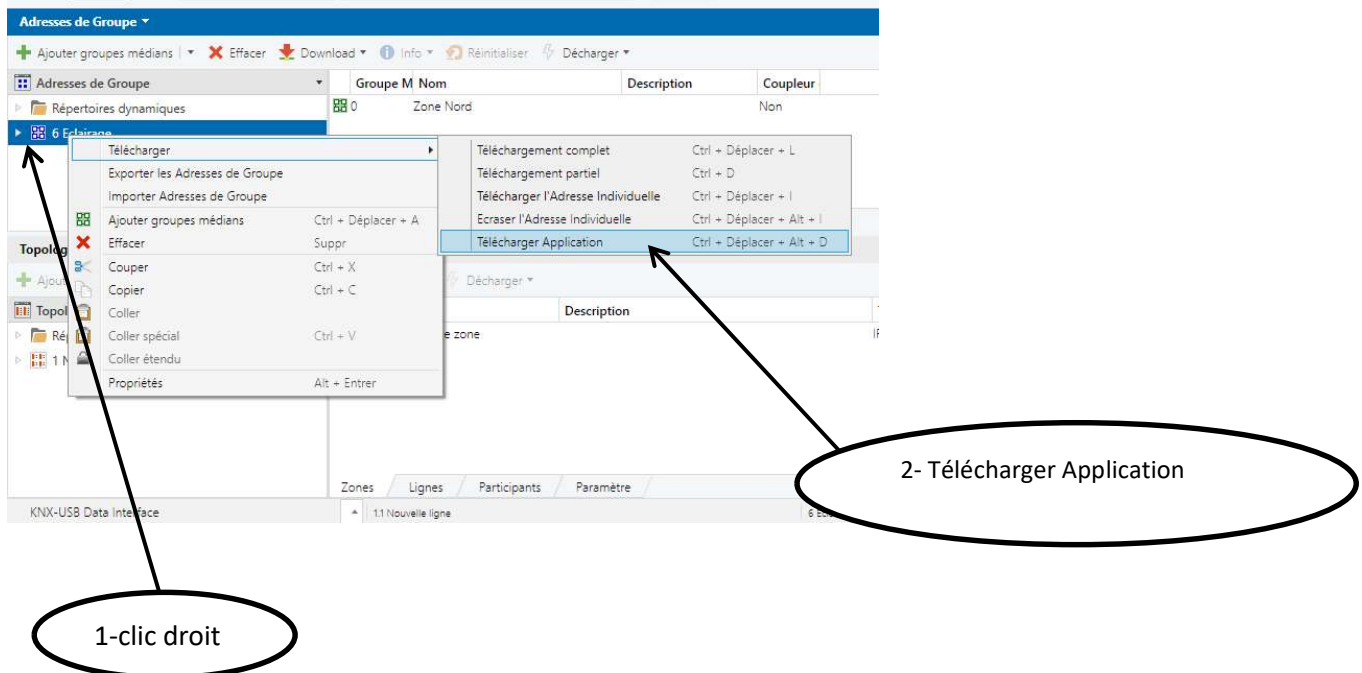 Adresses de Groupe
Ajouter groupes médians Effacer Download Info Réinitialiser Décharger
Adresses de Groupe Groupe M Nom Description Coupleur
Répertoires dynamiques 0 Zone Nord Non
6 Eclairage
Télécharger Téléchargement complet Ctrl + Déplacer + L
Exporter les Adresses de Groupe Téléchargement partiel Ctrl + D
Importer Adresses de Groupe Télécharger l'Adresse Individuelle Ctrl + Déplacer + I
Ajouter groupes médians Ctrl + Déplacer + A Ecraser l'Adresse Individuelle Ctrl + Déplacer + Alt + I
Topolog Effacer Suppr Télécharger Application Ctrl + Déplacer + Alt + D
Ajout Couper Ctrl + X Décharger
Copier Ctrl + C
Topol Coller Description
Rép Coller spécial Ctrl + V e zone
1 N Coller étendu
Propriétés Alt + Entrer
2- Télécharger Application
Zones Lignes Participants Paramètre
KNX-USB Data Interface 1.1 Nouvelle ligne 6
1-clic droit